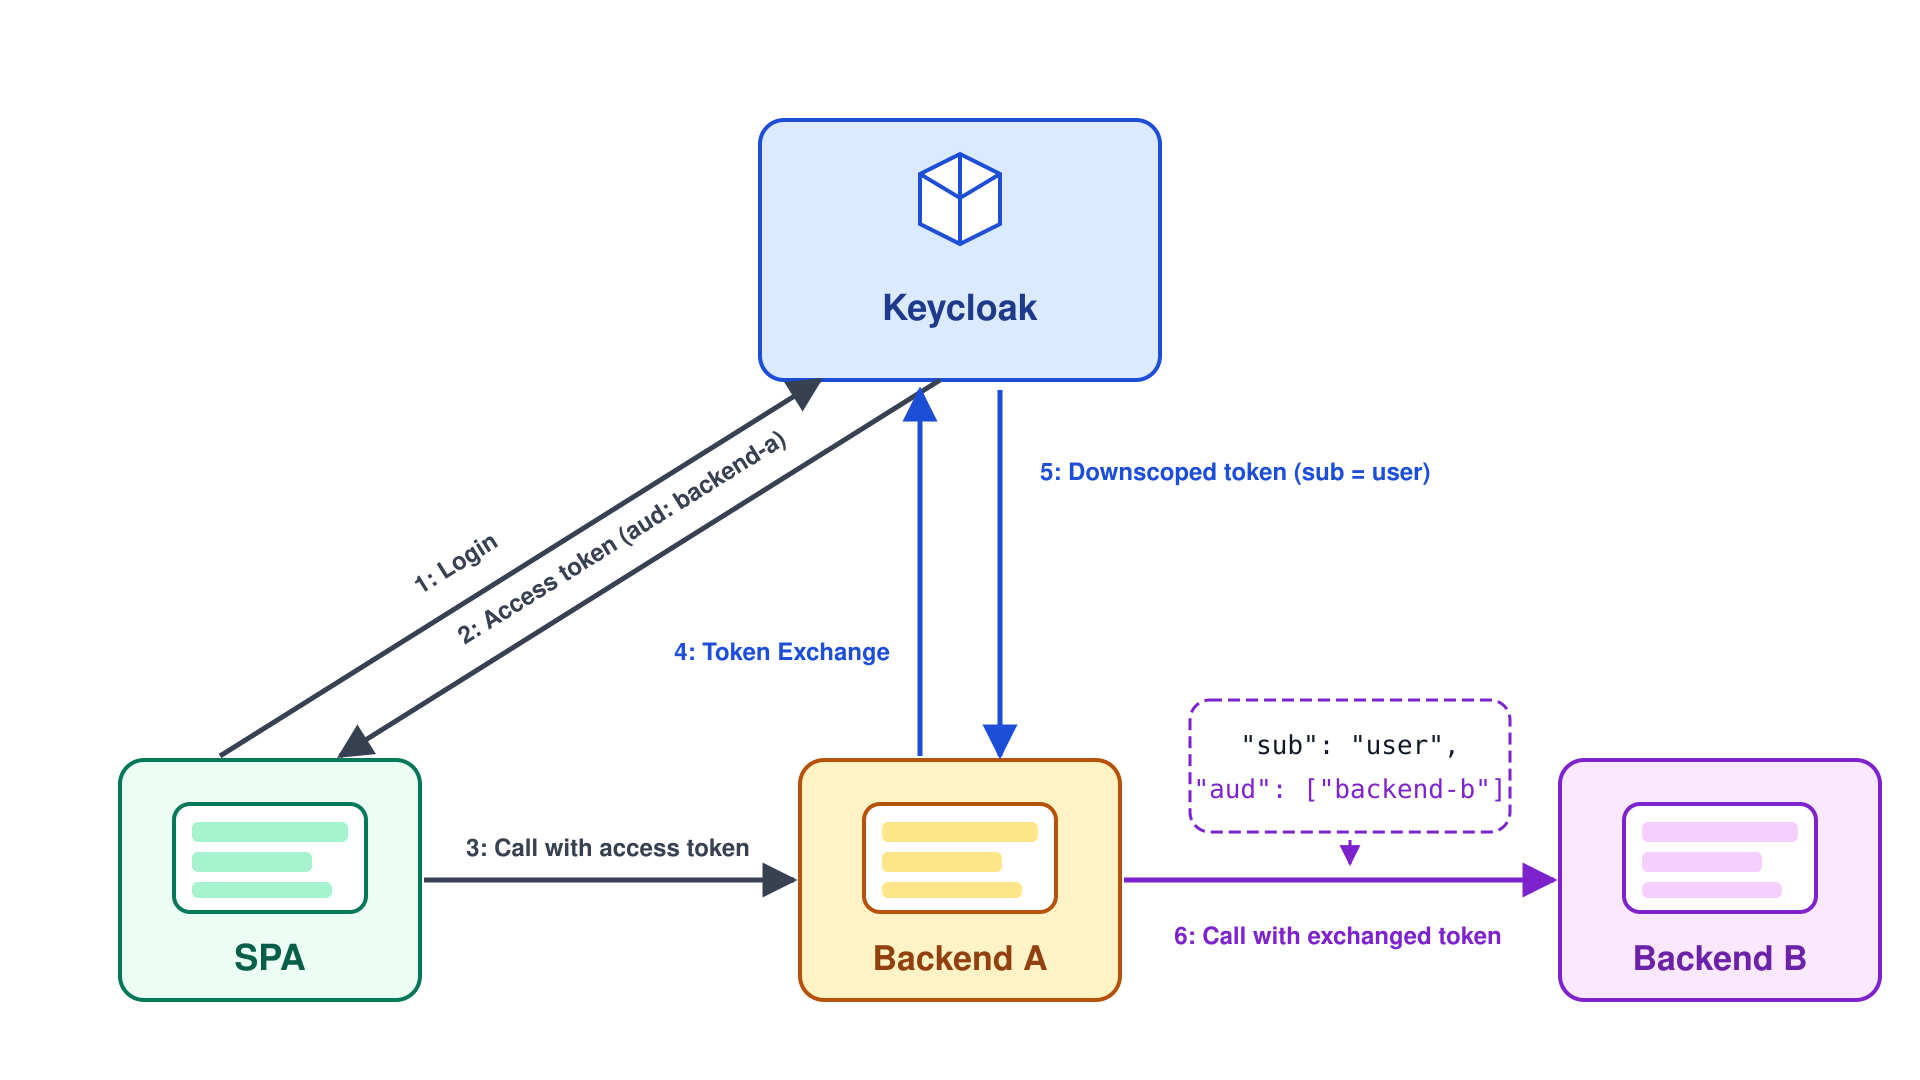 Keycloak
1: Login
2: Access token (aud: backend-a)
5: Downscoped token (sub = user)
4: Token Exchange
"sub": "user",
"aud": ["backend-b"]
3: Call with access token
6: Call with exchanged token
SPA
Backend A
Backend B